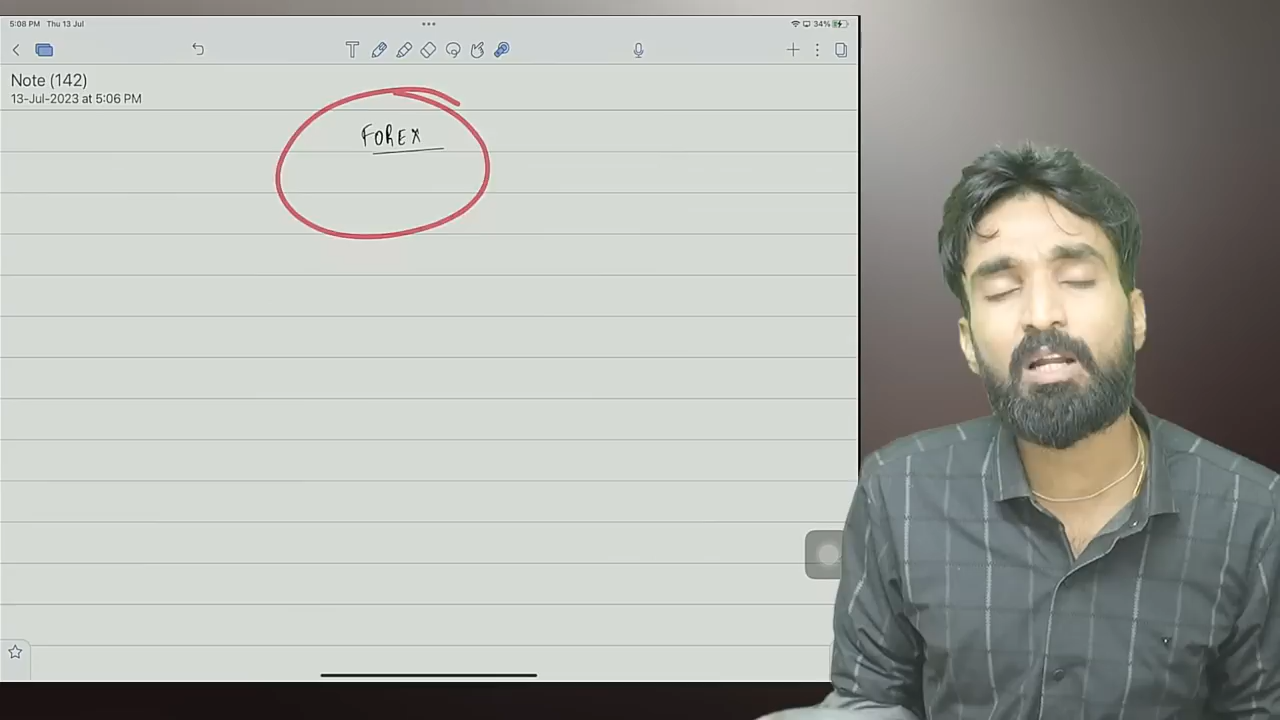 5:08 PM Thu 13 Jul
34%
Note (142)
13-Jul-2023 at 5:06 PM
FOREX